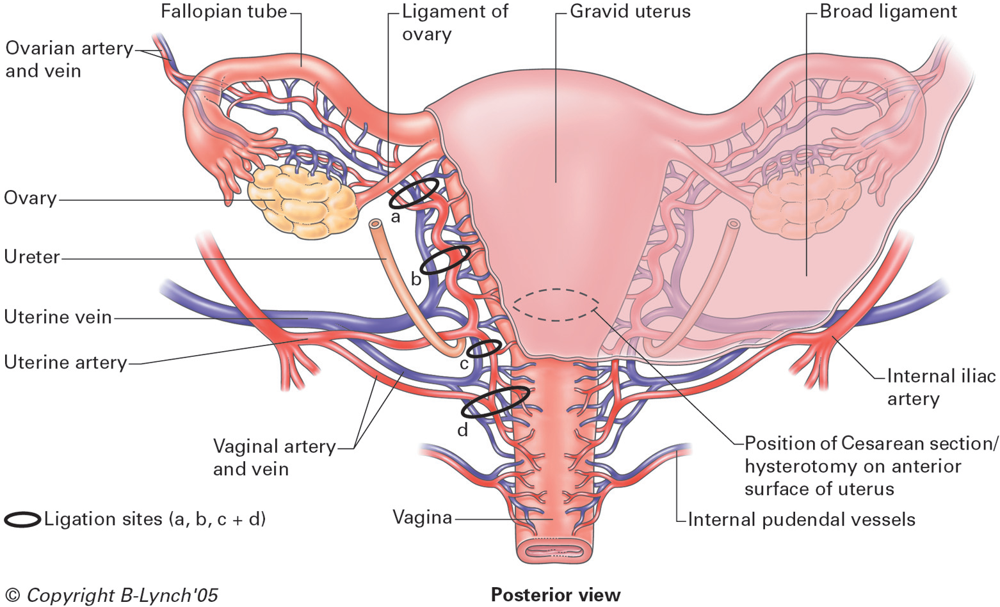 Fallopian tube
Ligament of
ovary
Gravid uterus
Broad ligament
Ovarian artery
and vein
Ovary
a
Ureter
b
Uterine vein
Uterine artery
c
Internal iliac
artery
d
Vaginal artery
and vein
Position of Cesarean section/
hysterotomy on anterior
surface of uterus
Ligation sites (a, b, c + d)
Vagina
Internal pudendal vessels
© Copyright B-Lynch'05
Posterior view